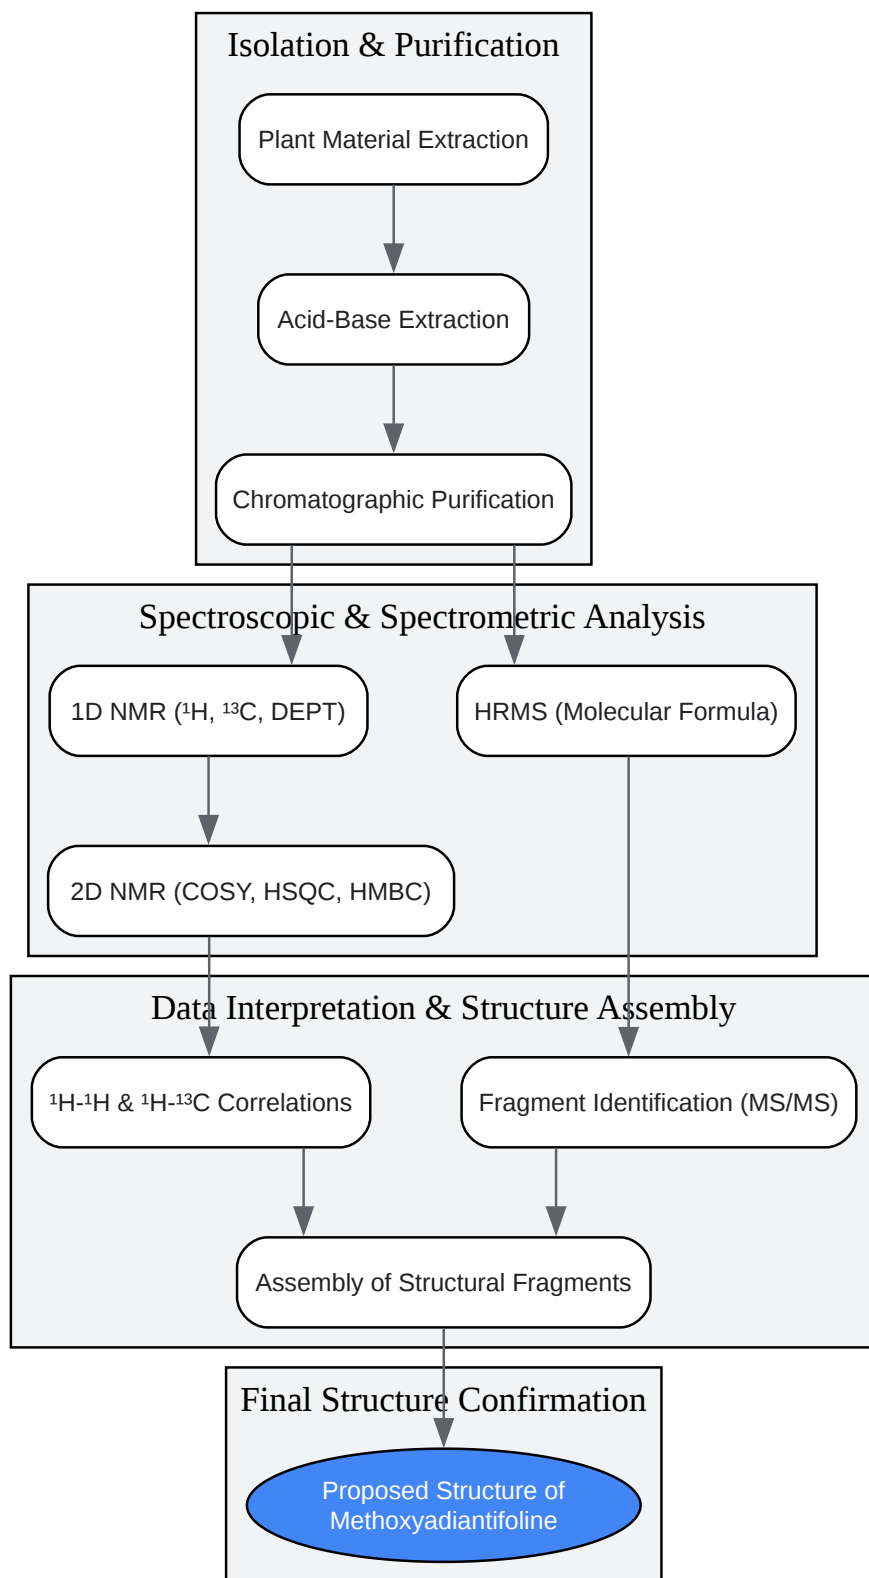 Isolation & Purification
Plant Material Extraction
Acid-Base Extraction
Chromatographic Purification
Spectroscopic & Spectrometric Analysis
1D NMR (¹H, ¹³C, DEPT)
HRMS (Molecular Formula)
2D NMR (COSY, HSQC, HMBC)
Data Interpretation & Structure Assembly
¹H-¹H & ¹H-¹³C Correlations
Fragment Identification (MS/MS)
Assembly of Structural Fragments
Final Structure Confirmation
Proposed Structure of
Methoxyadiantifoline